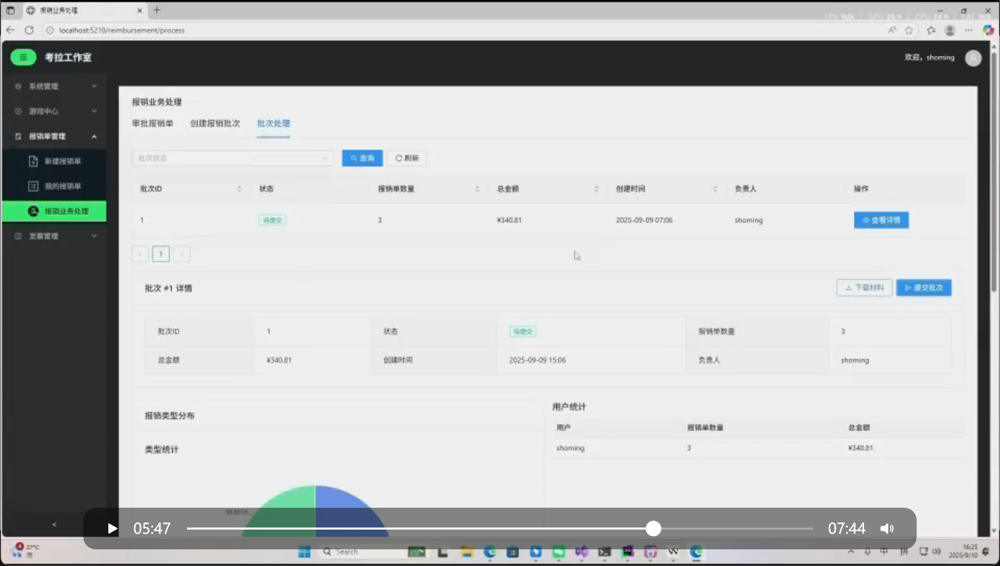 报销业务处理
FPS N/A
GPU 26%
CPU 14%
LAT N/A
localhost:5210/reimbursement/process
考拉工作室
欢迎，shoming
系统管理
游戏中心
报销单管理
新建报销单
我的报销单
报销业务处理
发票管理
报销业务处理
审批报销单 创建报销批次 批次处理
批次状态 查询 刷新
批次ID 状态 报销单数量 总金额 创建时间 负责人 操作
1 待提交 3 ¥340.81 2025-09-09 07:06 shoming 查看详情
< 1 >
批次 #1 详情 下载材料 提交批次
批次ID 1 状态 待提交 报销单数量 3
总金额 ¥340.81 创建时间 2025-09-09 15:06 负责人 shoming
报销类型分布
类型统计
99.8016
用户统计
用户 报销单数量 总金额
shoming 3 ¥340.81
05:47 07:44
4
27°C
雨
Search
中 拼
16:25
2025/9/10